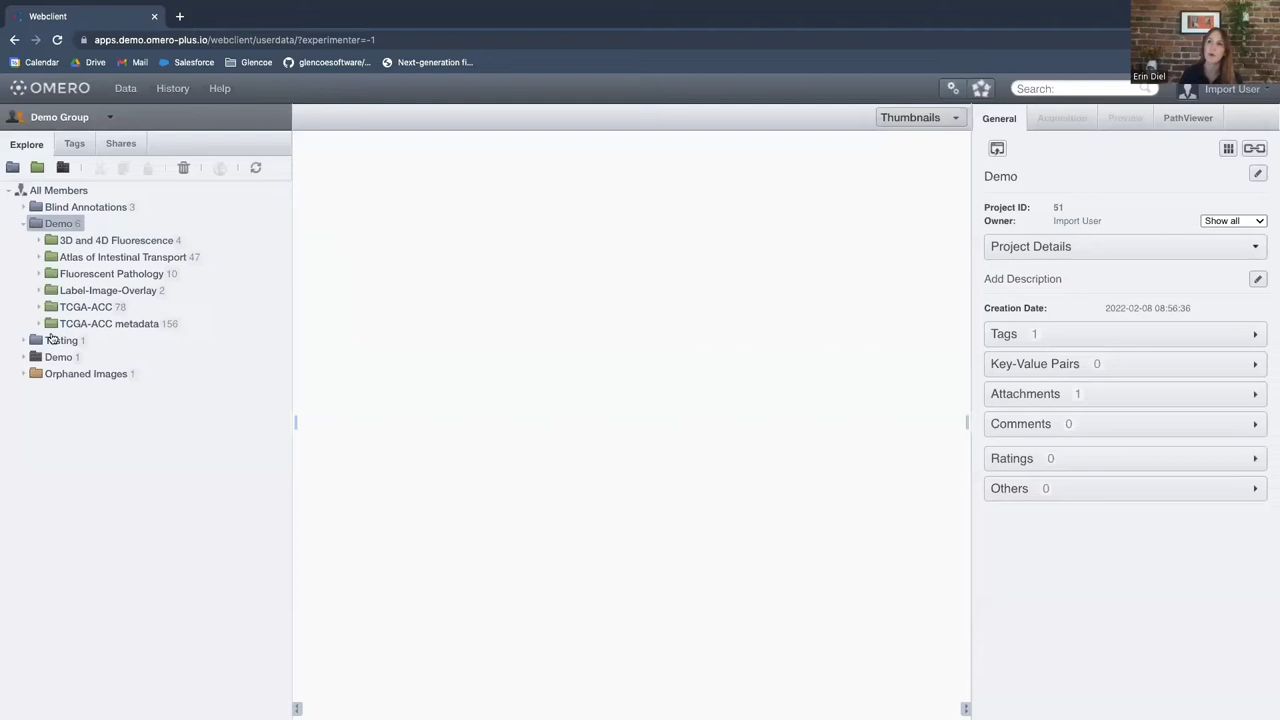 Webclient
apps.demo.omero-plus.io/webclient/userdata/?experimenter=-1
Calendar Drive Mail Salesforce Glencoe glencoesoftware/... Next-generation fi...
Erin Diel
OMERO Data History Help Search: Import User
Demo Group
Thumbnails
General Acquisition Preview PathViewer
Explore Tags Shares
All Members
Blind Annotations 3
Demo 6
3D and 4D Fluorescence 4
Atlas of Intestinal Transport 47
Fluorescent Pathology 10
Label-Image-Overlay 2
TCGA-ACC 78
TCGA-ACC metadata 156
Testing 1
Demo 1
Orphaned Images 1
Demo
Project ID: 51
Owner: Import User Show all
Project Details
Add Description
Creation Date: 2022-02-08 08:56:36
Tags 1
Key-Value Pairs 0
Attachments 1
Comments 0
Ratings 0
Others 0